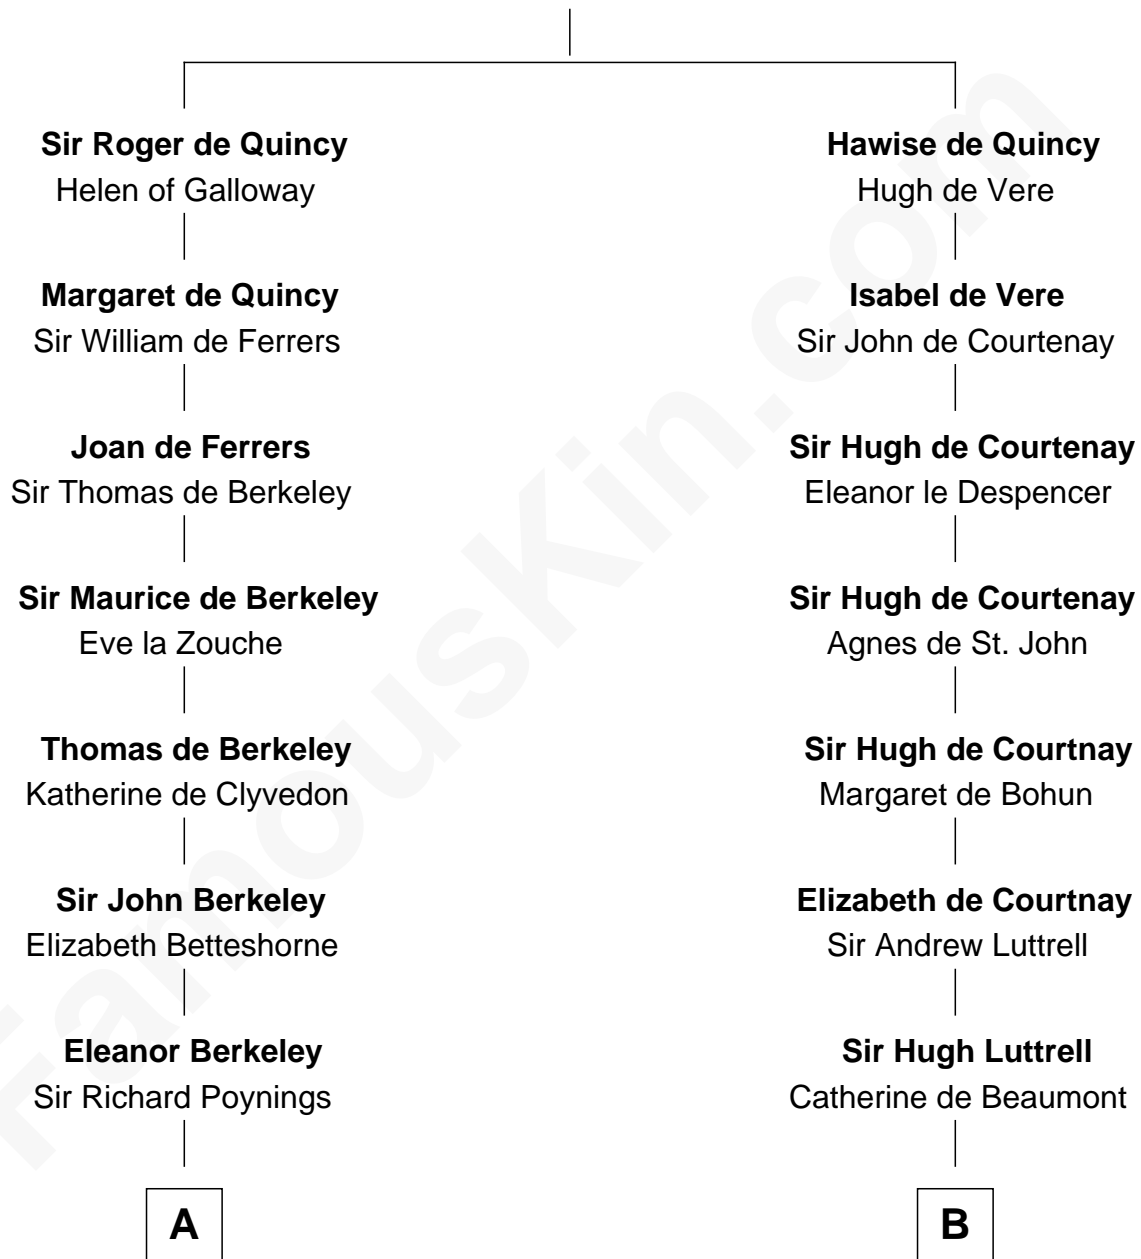 Sir Roger de Quincy
Helen of Galloway
Margaret de Quincy
Sir William de Ferrers
Joan de Ferrers
Sir Thomas de Berkeley
Sir Maurice de Berkeley
Eve la Zouche
Thomas de Berkeley
Katherine de Clyvedon
Sir John Berkeley
Elizabeth Betteshorne
Eleanor Berkeley
Sir Richard Poynings
A
Hawise de Quincy
Hugh de Vere
Isabel de Vere
Sir John de Courtenay
Sir Hugh de Courtenay
Eleanor le Despencer
Sir Hugh de Courtenay
Agnes de St. John
Sir Hugh de Courtnay
Margaret de Bohun
Elizabeth de Courtnay
Sir Andrew Luttrell
Sir Hugh Luttrell
Catherine de Beaumont
B
FamousKin.com